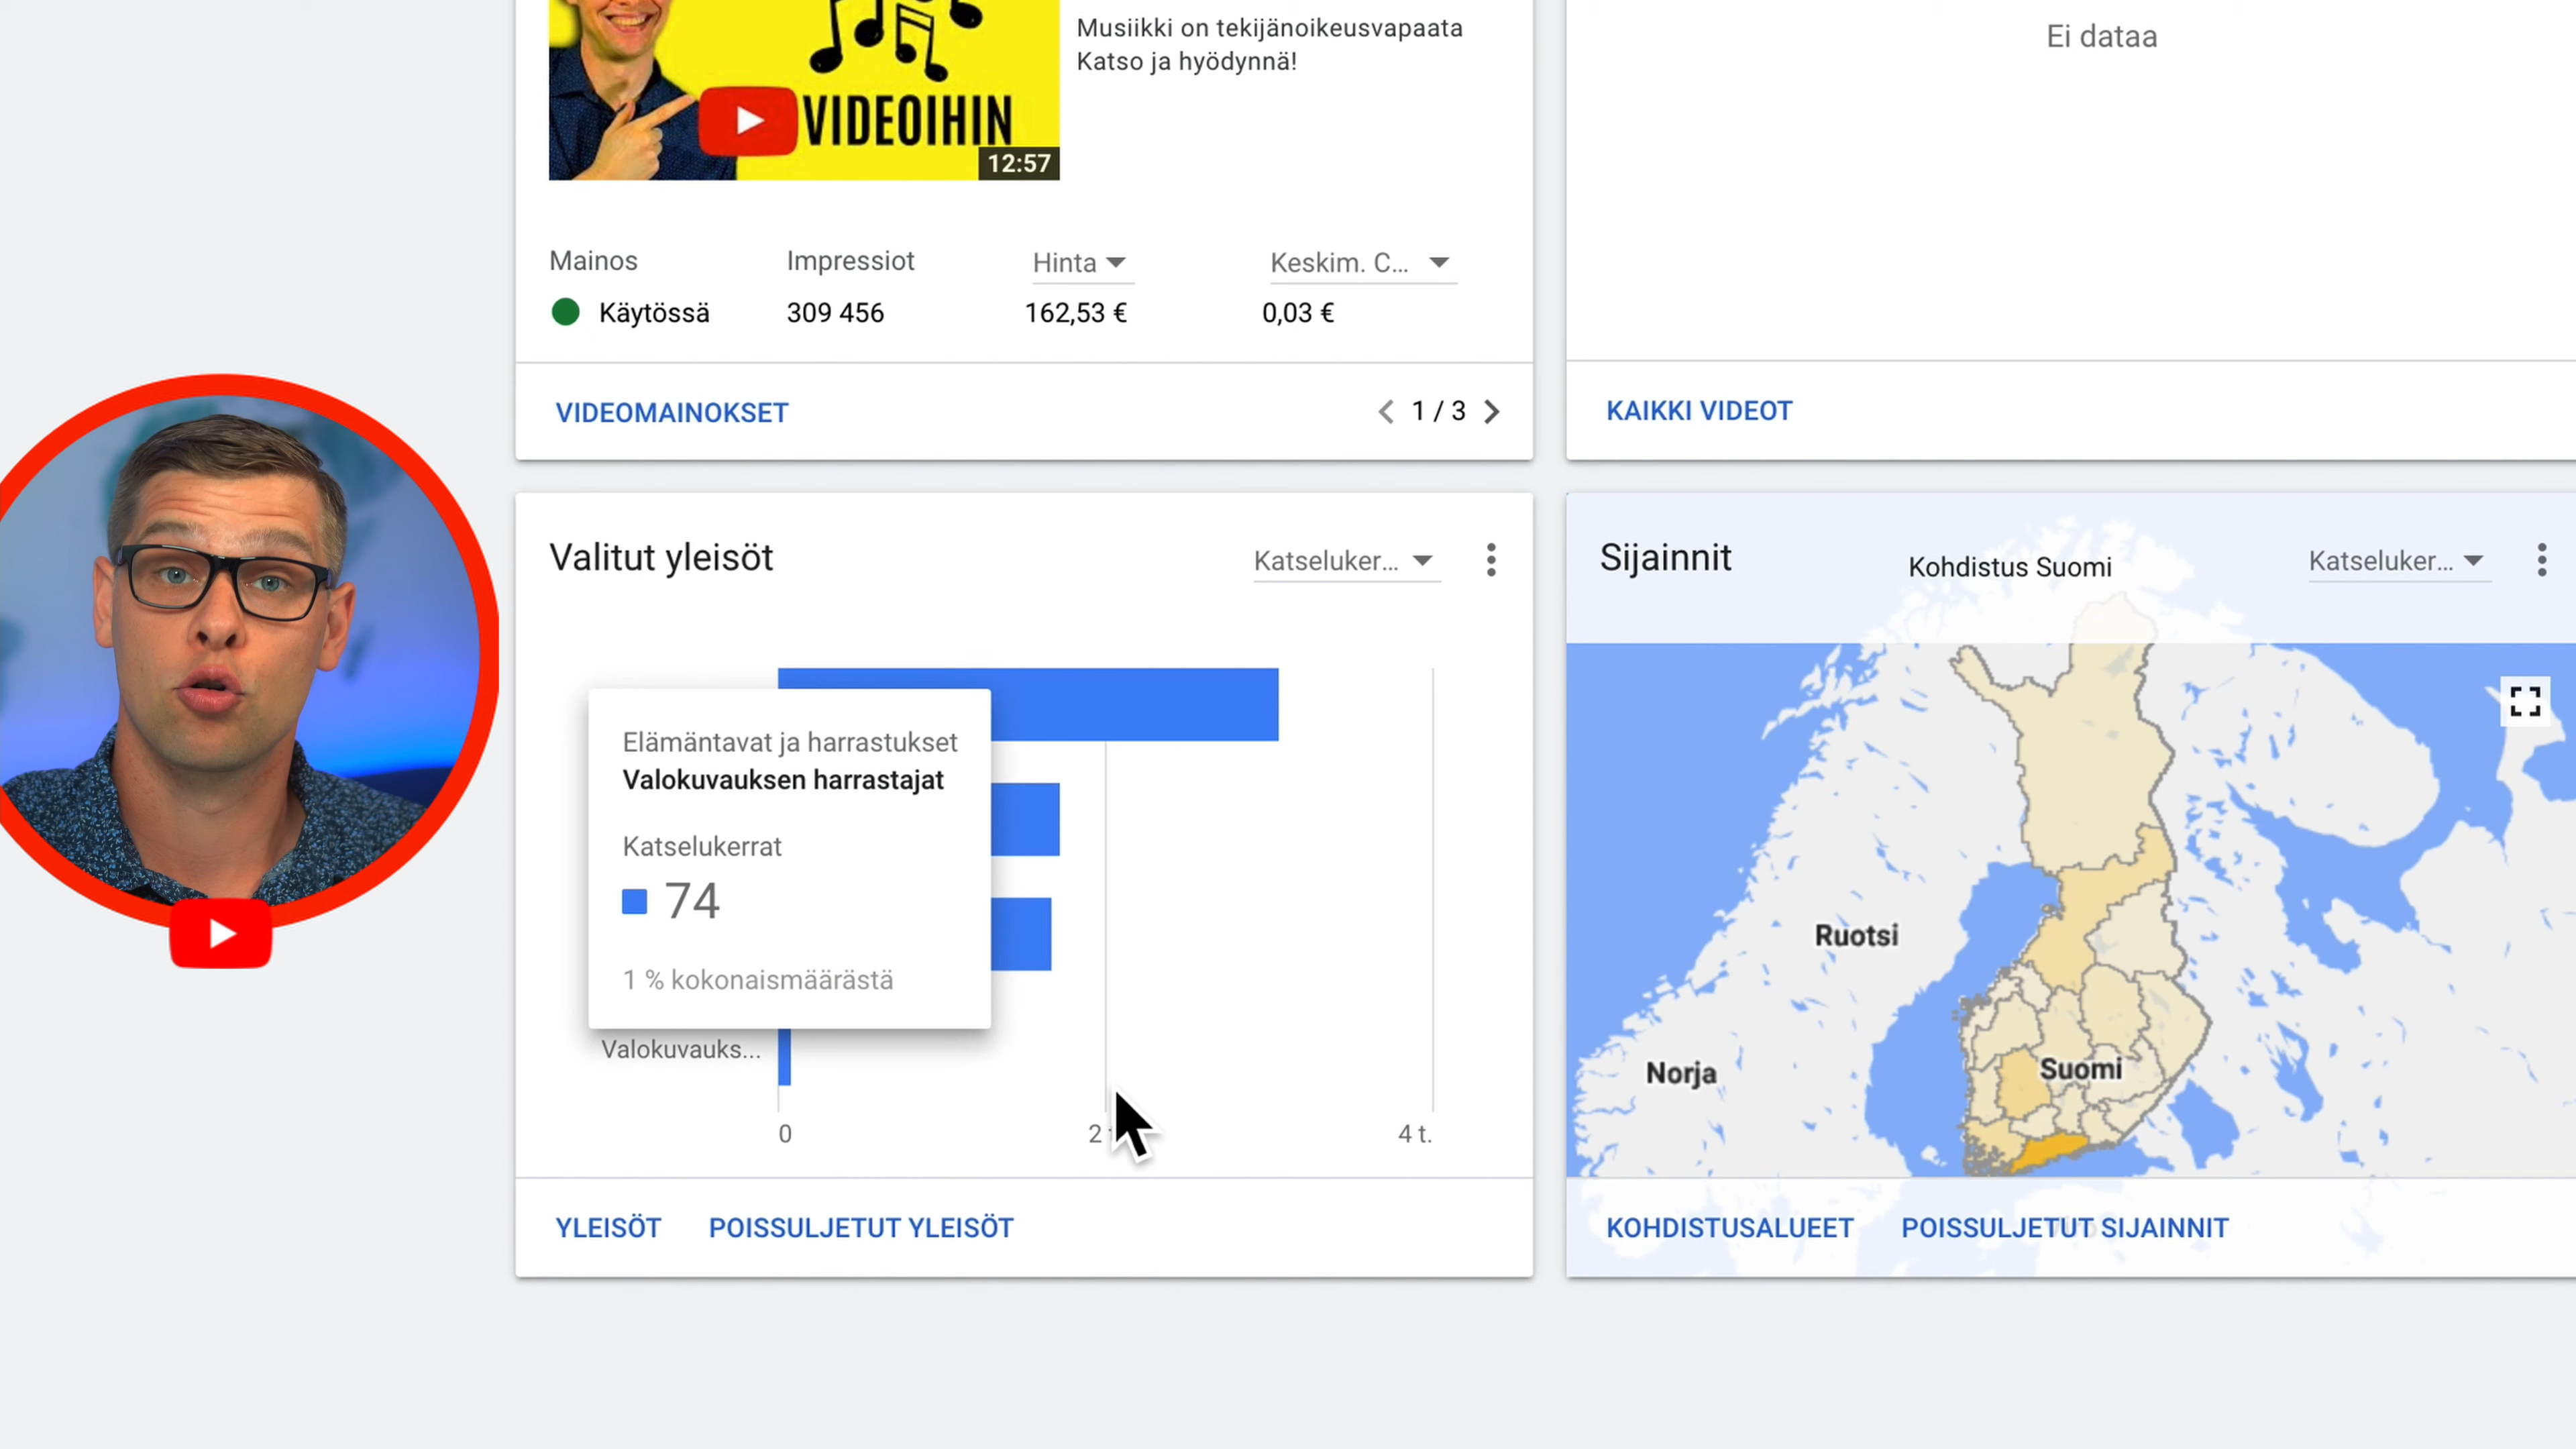 Musiikki on tekijänoikeusvapaata
Katso ja hyödynnä!
VIDEOIHIN
12:57
Ei dataa
Mainos Impressiot Hinta Keskim. C...
Käytössä 309 456 162,53 € 0,03 €
VIDEOMAINOKSET 1 / 3
KAIKKI VIDEOT
Valitut yleisöt Katseluker...
Elämäntavat ja harrastukset
Valokuvauksen harrastajat
Katselukerrat
74
1 % kokonaismäärästä
Valokuvauks...
0 2 4 t.
YLEISÖT POISSULJETUT YLEISÖT
Sijainnit Kohdistus Suomi Katseluker...
Ruotsi
Norja
Suomi
KOHDISTUSALUEET POISSULJETUT SIJAINNIT